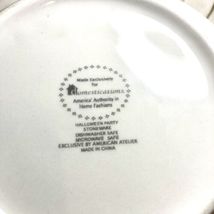 Made Exclusively
for
Domestications.
America's Authority in
Home Fashions
HALLOWEEN PARTY
STONEWARE
DISHWASHER SAFE
MICROWAVE SAFE
EXCLUSIVE BY AMERICAN ATELIER
MADE IN CHINA